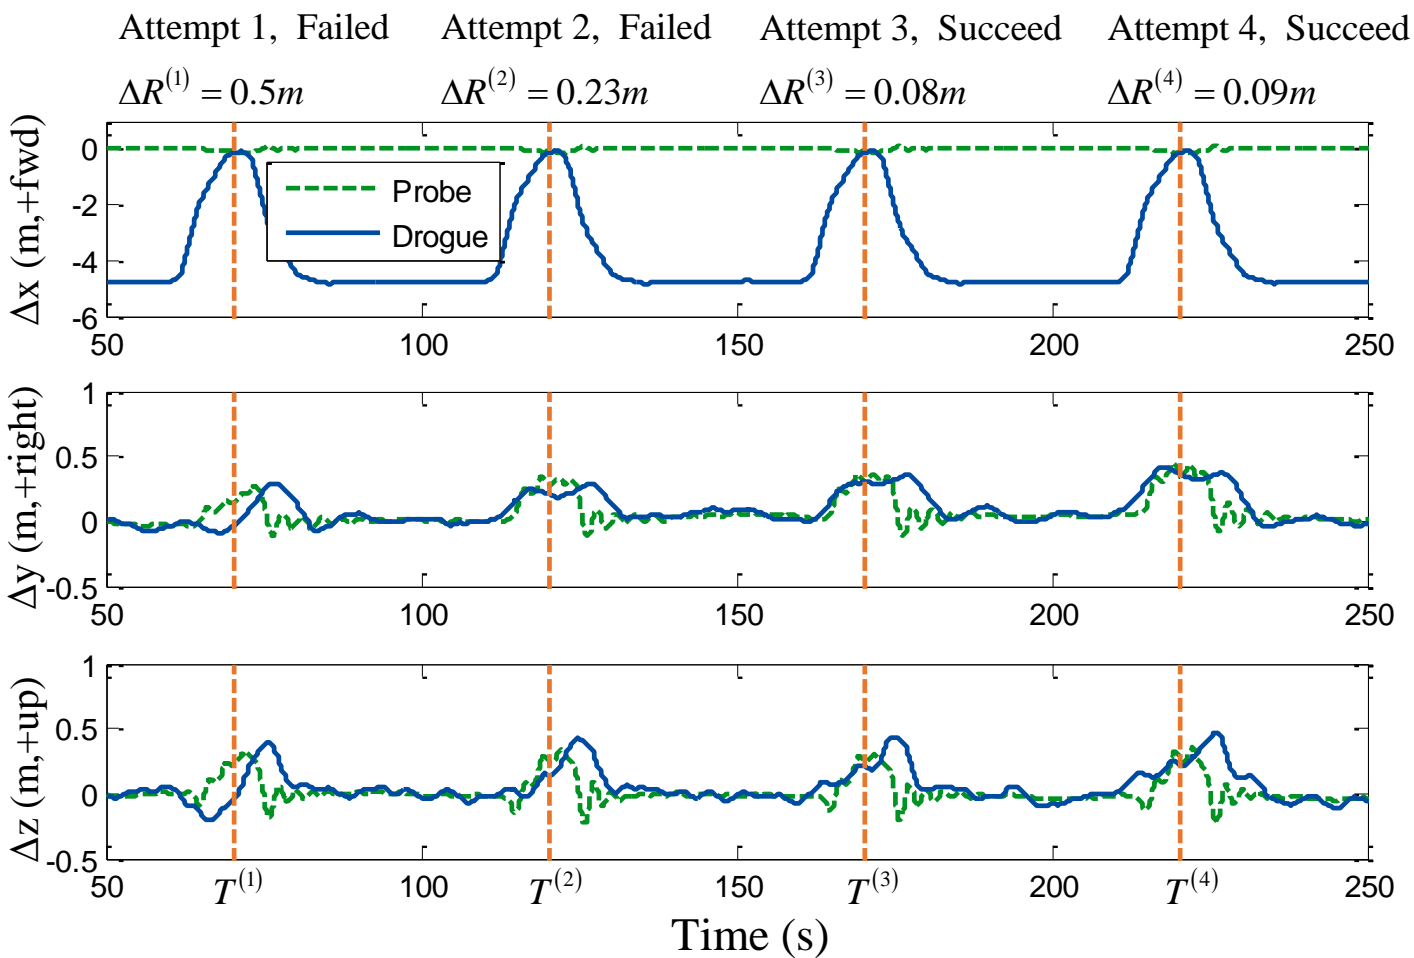 Attempt 1, Failed Attempt 2, Failed Attempt 3, Succeed Attempt 4, Succeed
ΔR⁽¹⁾ = 0.5m ΔR⁽²⁾ = 0.23m ΔR⁽³⁾ = 0.08m ΔR⁽⁴⁾ = 0.09m
Δx (m,+fwd)
0
-2
-4
-6
Probe
Drogue
50 100 150 200 250
Δy (m,+right)
1
0.5
0
-0.5
50 100 150 200 250
Δz (m,+up)
1
0.5
0
-0.5
50 T⁽¹⁾ 100 T⁽²⁾ 150 T⁽³⁾ 200 T⁽⁴⁾ 250
Time (s)